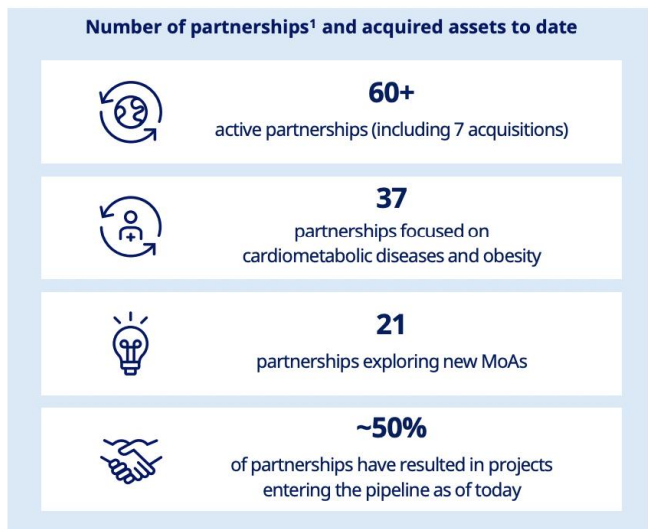 Number of partnerships¹ and acquired assets to date
60+
active partnerships (including 7 acquisitions)
37
partnerships focused on
cardiometabolic diseases and obesity
21
partnerships exploring new MoAs
~50%
of partnerships have resulted in projects
entering the pipeline as of today